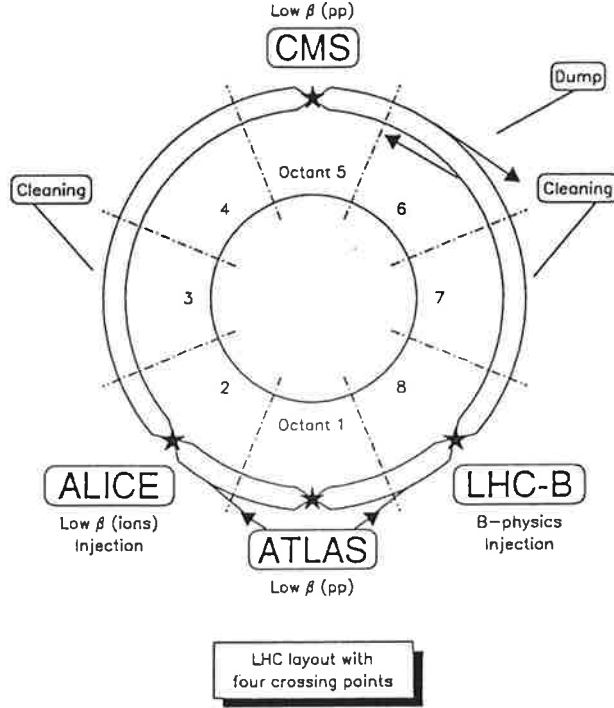 Low β (pp)
CMS
Dump
Octant 5
Cleaning
Cleaning
4
6
3
7
2
8
Octant 1
ALICE
LHC-B
Low β (ions)
Injection
B-physics
Injection
ATLAS
Low β (pp)
LHC layout with
four crossing points